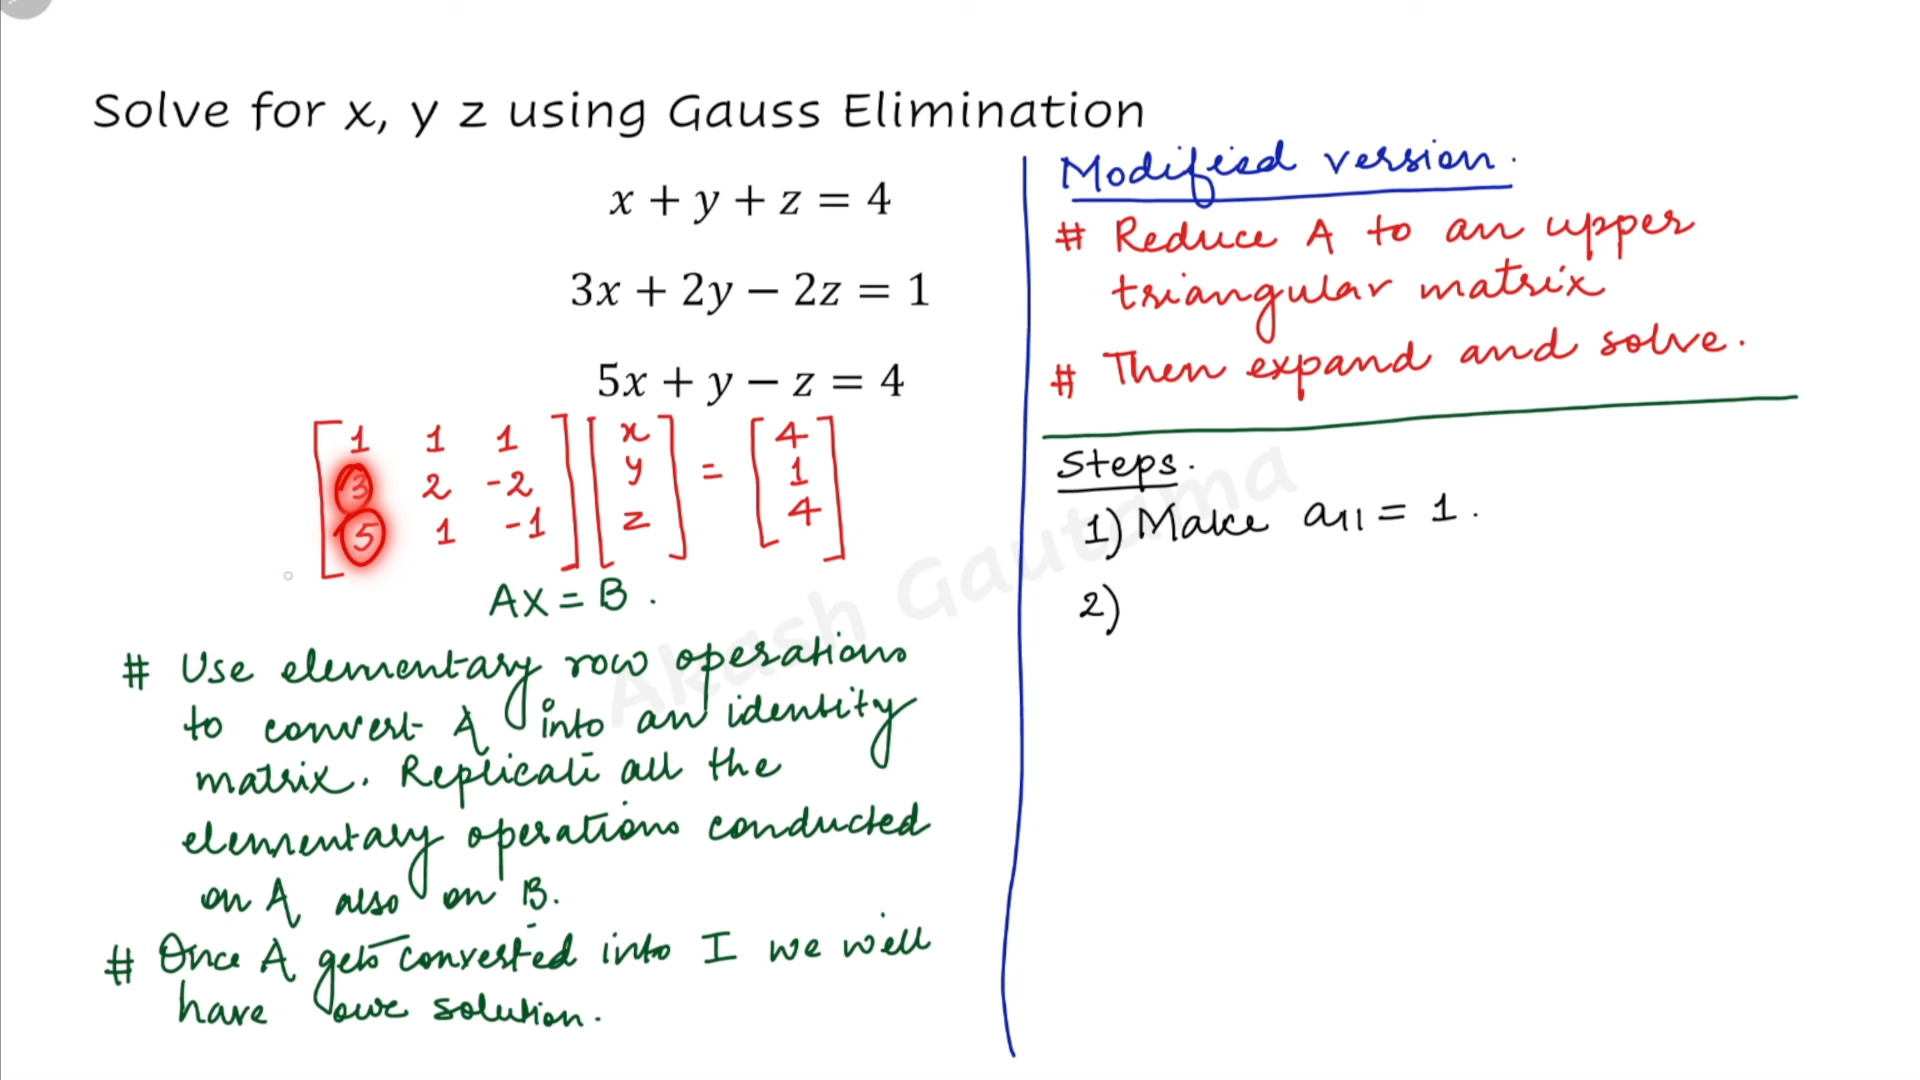 Solve for x, y z using Gauss Elimination
x + y + z = 4
3x + 2y − 2z = 1
5x + y − z = 4
[1 1 1] [x] = [4]
[3 2 -2] [y] [1]
[5 1 -1] [z] [4]
AX = B .
# Use elementary row operations
to convert A into an identity
matrix. Replicate all the
elementary operations conducted
on A also on B.
# Once A gets converted into I we will
have our solution.
Modified version.
# Reduce A to an upper
triangular matrix
# Then expand and solve.
Steps.
1) Make a11 = 1 .
2)
Akash Gautama